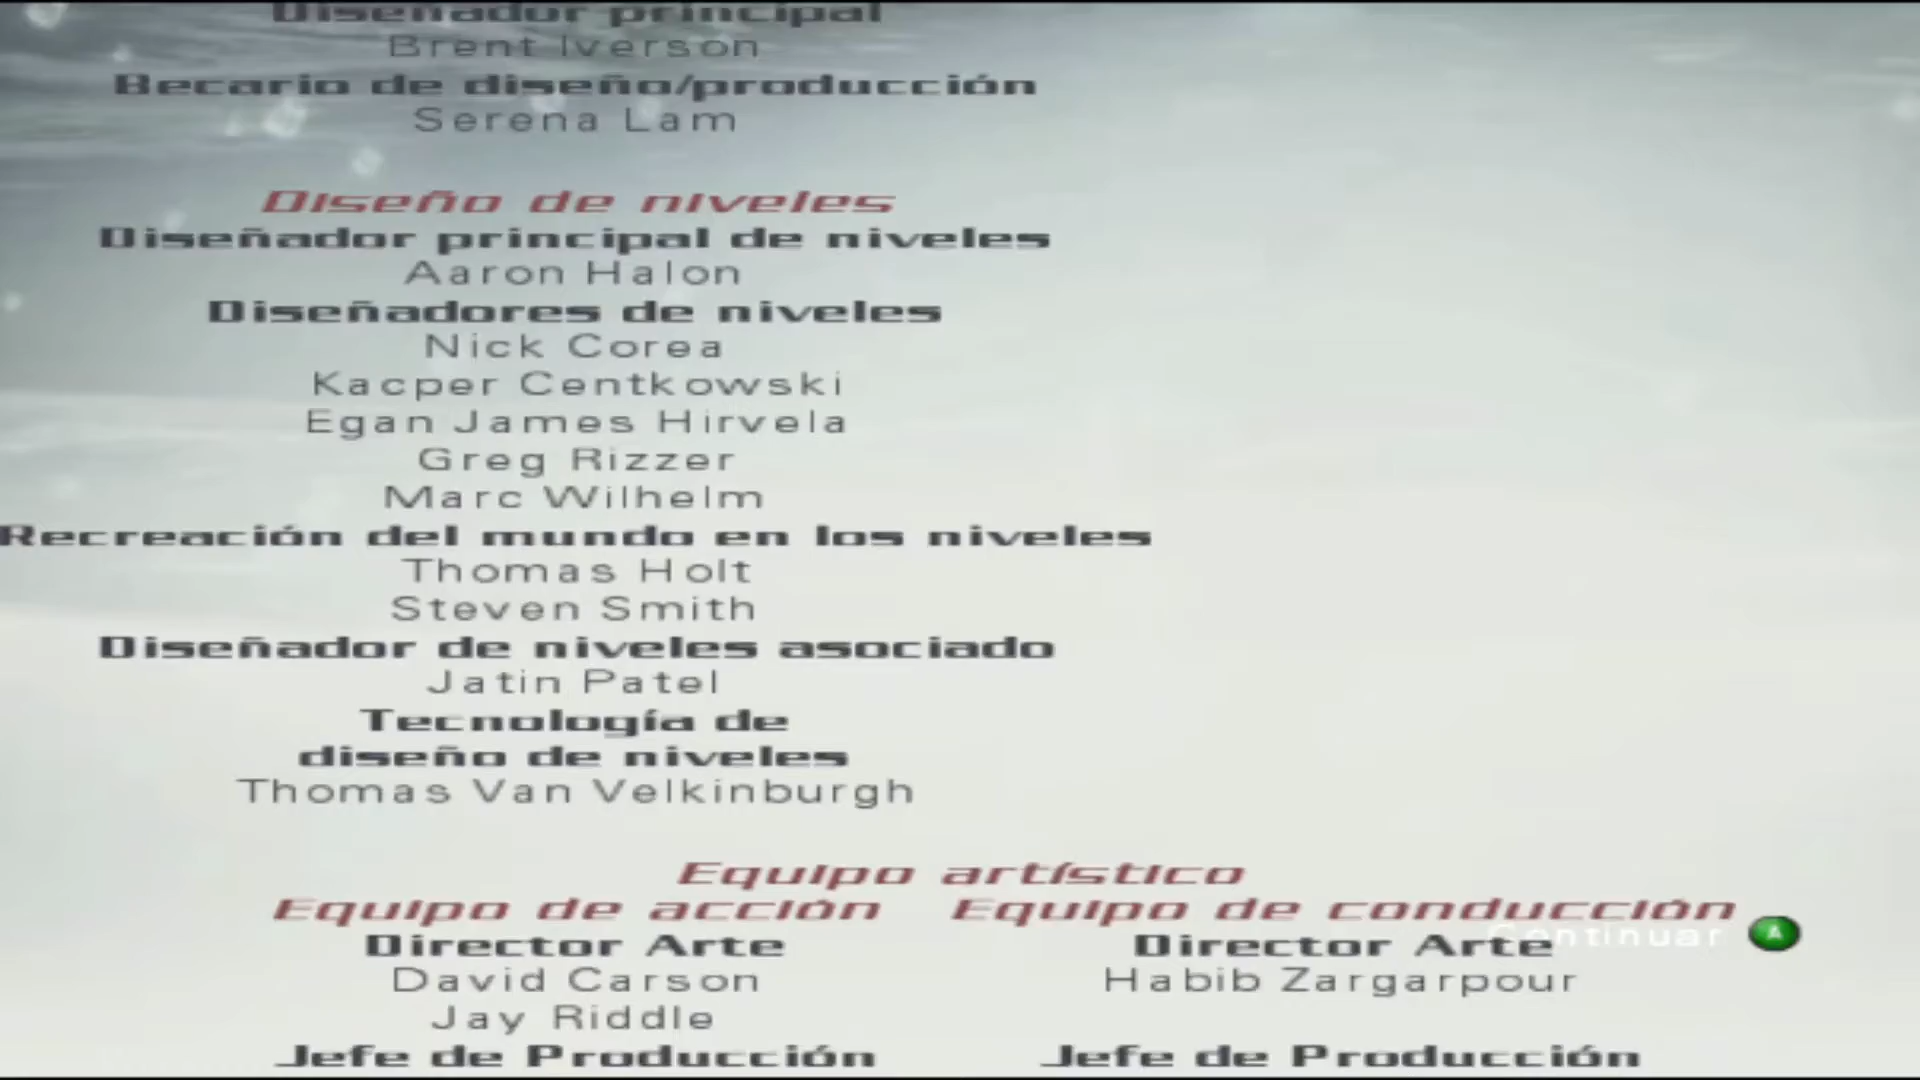 Diseñador principal
Brent Iverson
Becario de diseño/producción
Serena Lam
Diseño de niveles
Diseñador principal de niveles
Aaron Halon
Diseñadores de niveles
Nick Corea
Kacper Centkowski
Egan James Hirvela
Greg Rizzer
Marc Wilhelm
Recreación del mundo en los niveles
Thomas Holt
Steven Smith
Diseñador de niveles asociado
Jatin Patel
Tecnología de
diseño de niveles
Thomas Van Velkinburgh
Equipo artístico
Equipo de acción Equipo de conducción
Director Arte Director Arte
Continuar A
David Carson Habib Zargarpour
Jay Riddle
Jefe de Producción Jefe de Producción